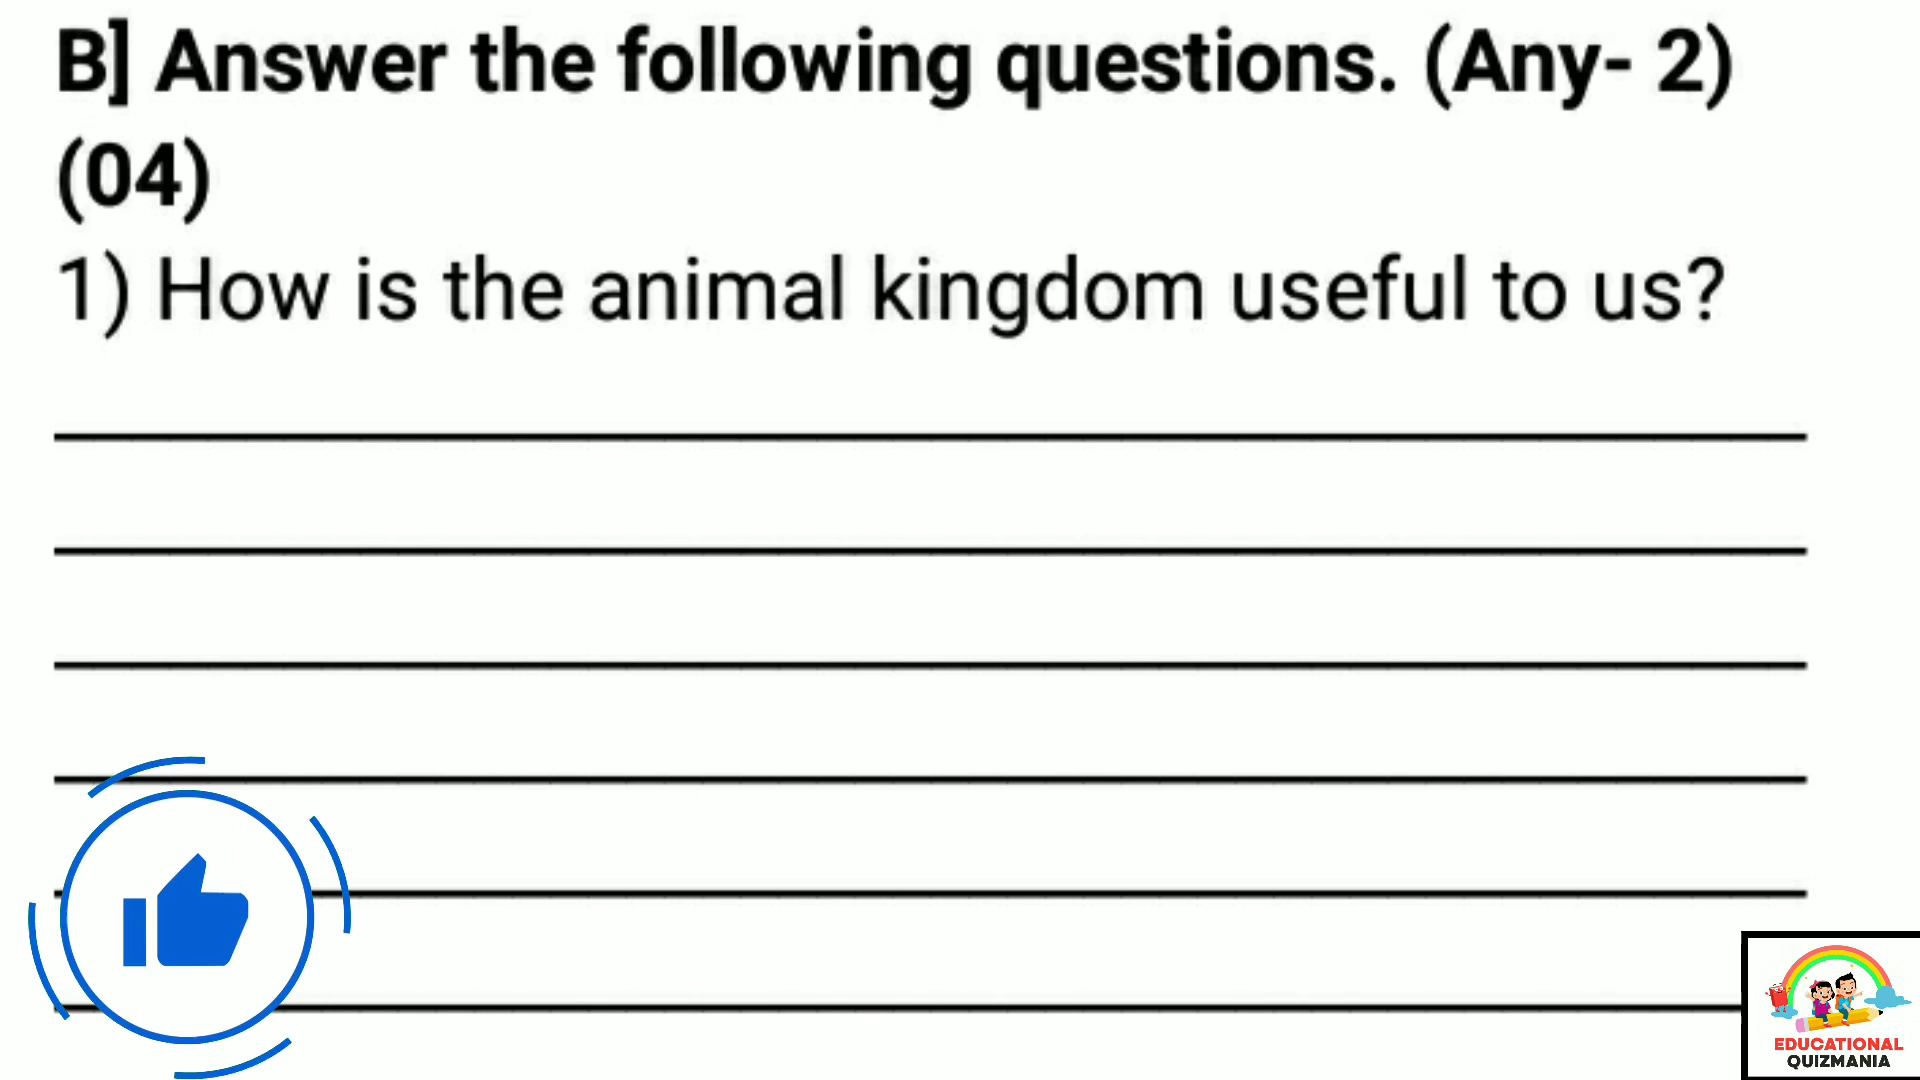 B] Answer the following questions. (Any- 2)
(04)
1) How is the animal kingdom useful to us?
EDUCATIONAL
QUIZMANIA